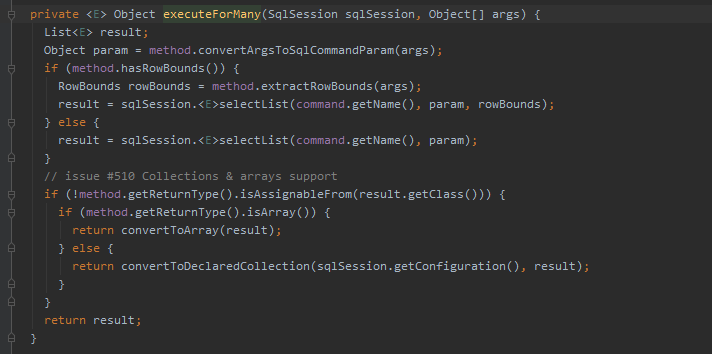 private <E> Object executeForMany(SqlSession sqlSession, Object[] args) {
List<E> result;
Object param = method.convertArgsToSqlCommandParam(args);
if (method.hasRowBounds()) {
RowBounds rowBounds = method.extractRowBounds(args);
result = sqlSession.<E>selectList(command.getName(), param, rowBounds);
} else {
result = sqlSession.<E>selectList(command.getName(), param);
}
// issue #510 Collections & arrays support
if (!method.getReturnType().isAssignableFrom(result.getClass())) {
if (method.getReturnType().isArray()) {
return convertToArray(result);
} else {
return convertToDeclaredCollection(sqlSession.getConfiguration(), result);
}
}
return result;
}